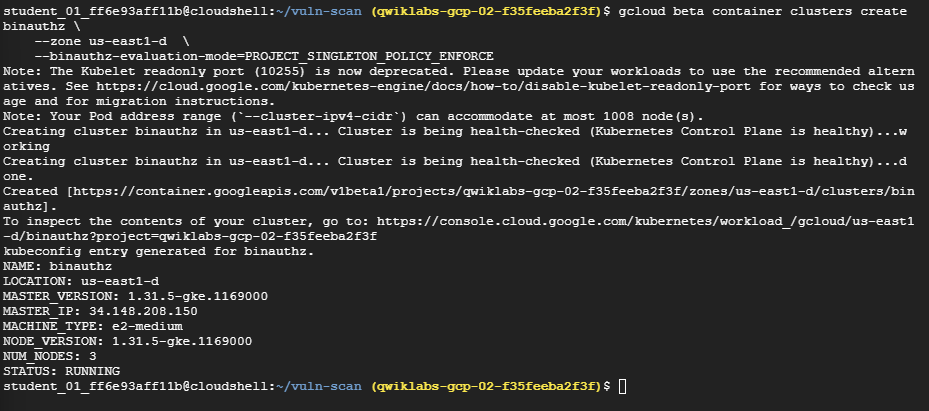 student_01_ff6e93aff11b@cloudshell:~/vuln-scan (qwiklabs-gcp-02-f35feeba2f3f)$ gcloud beta container clusters create
binauthz \
    --zone us-east1-d  \
    --binauthz-evaluation-mode=PROJECT_SINGLETON_POLICY_ENFORCE
Note: The Kubelet readonly port (10255) is now deprecated. Please update your workloads to use the recommended altern
atives. See https://cloud.google.com/kubernetes-engine/docs/how-to/disable-kubelet-readonly-port for ways to check us
age and for migration instructions.
Note: Your Pod address range (`--cluster-ipv4-cidr`) can accommodate at most 1008 node(s).
Creating cluster binauthz in us-east1-d... Cluster is being health-checked (Kubernetes Control Plane is healthy)...w
orking
Creating cluster binauthz in us-east1-d... Cluster is being health-checked (Kubernetes Control Plane is healthy)...d
one.
Created [https://container.googleapis.com/v1beta1/projects/qwiklabs-gcp-02-f35feeba2f3f/zones/us-east1-d/clusters/bin
authz].
To inspect the contents of your cluster, go to: https://console.cloud.google.com/kubernetes/workload_/gcloud/us-east1
-d/binauthz?project=qwiklabs-gcp-02-f35feeba2f3f
kubeconfig entry generated for binauthz.
NAME: binauthz
LOCATION: us-east1-d
MASTER_VERSION: 1.31.5-gke.1169000
MASTER_IP: 34.148.208.150
MACHINE_TYPE: e2-medium
NODE_VERSION: 1.31.5-gke.1169000
NUM_NODES: 3
STATUS: RUNNING
student_01_ff6e93aff11b@cloudshell:~/vuln-scan (qwiklabs-gcp-02-f35feeba2f3f)$